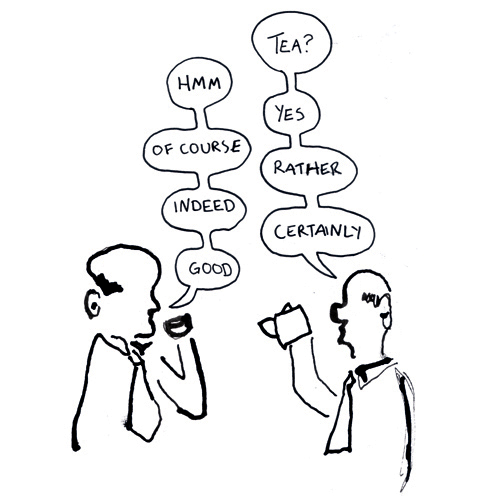 TEA?
HMM
YES
OF COURSE
RATHER
INDEED
CERTAINLY
GOOD